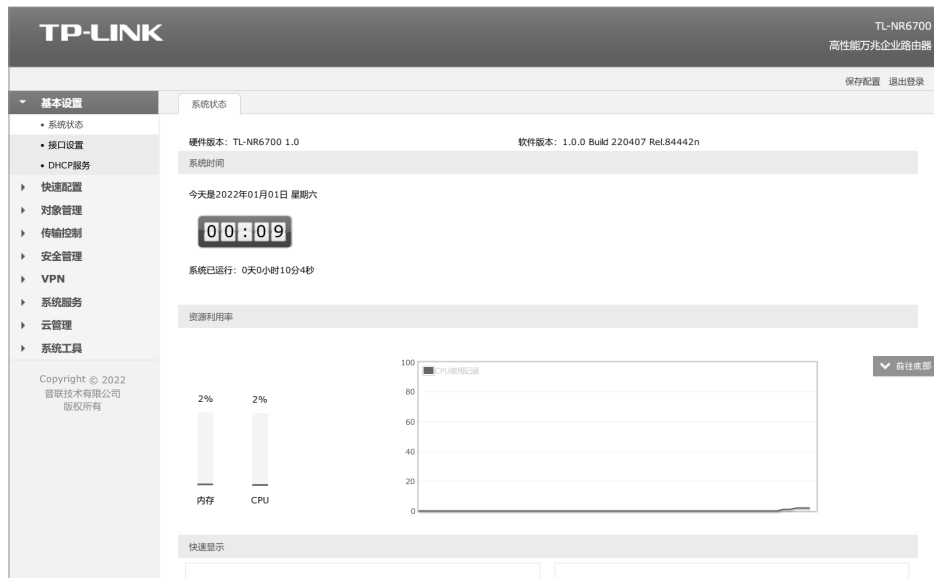 TP-LINK
TL-NR6700
高性能万兆企业路由器
保存配置 退出登录
基本设置
系统状态
接口设置
DHCP服务
快速配置
对象管理
传输控制
安全管理
VPN
系统服务
云管理
系统工具
Copyright © 2022
普联技术有限公司
版权所有
系统状态
硬件版本：TL-NR6700 1.0 软件版本：1.0.0 Build 220407 Rel.84442n
系统时间
今天是2022年01月01日 星期六
00:09
系统已运行：0天0小时10分4秒
资源利用率
2% 2%
内存 CPU
100
CPU使用记录
80
60
40
20
0
前往底部
快速显示